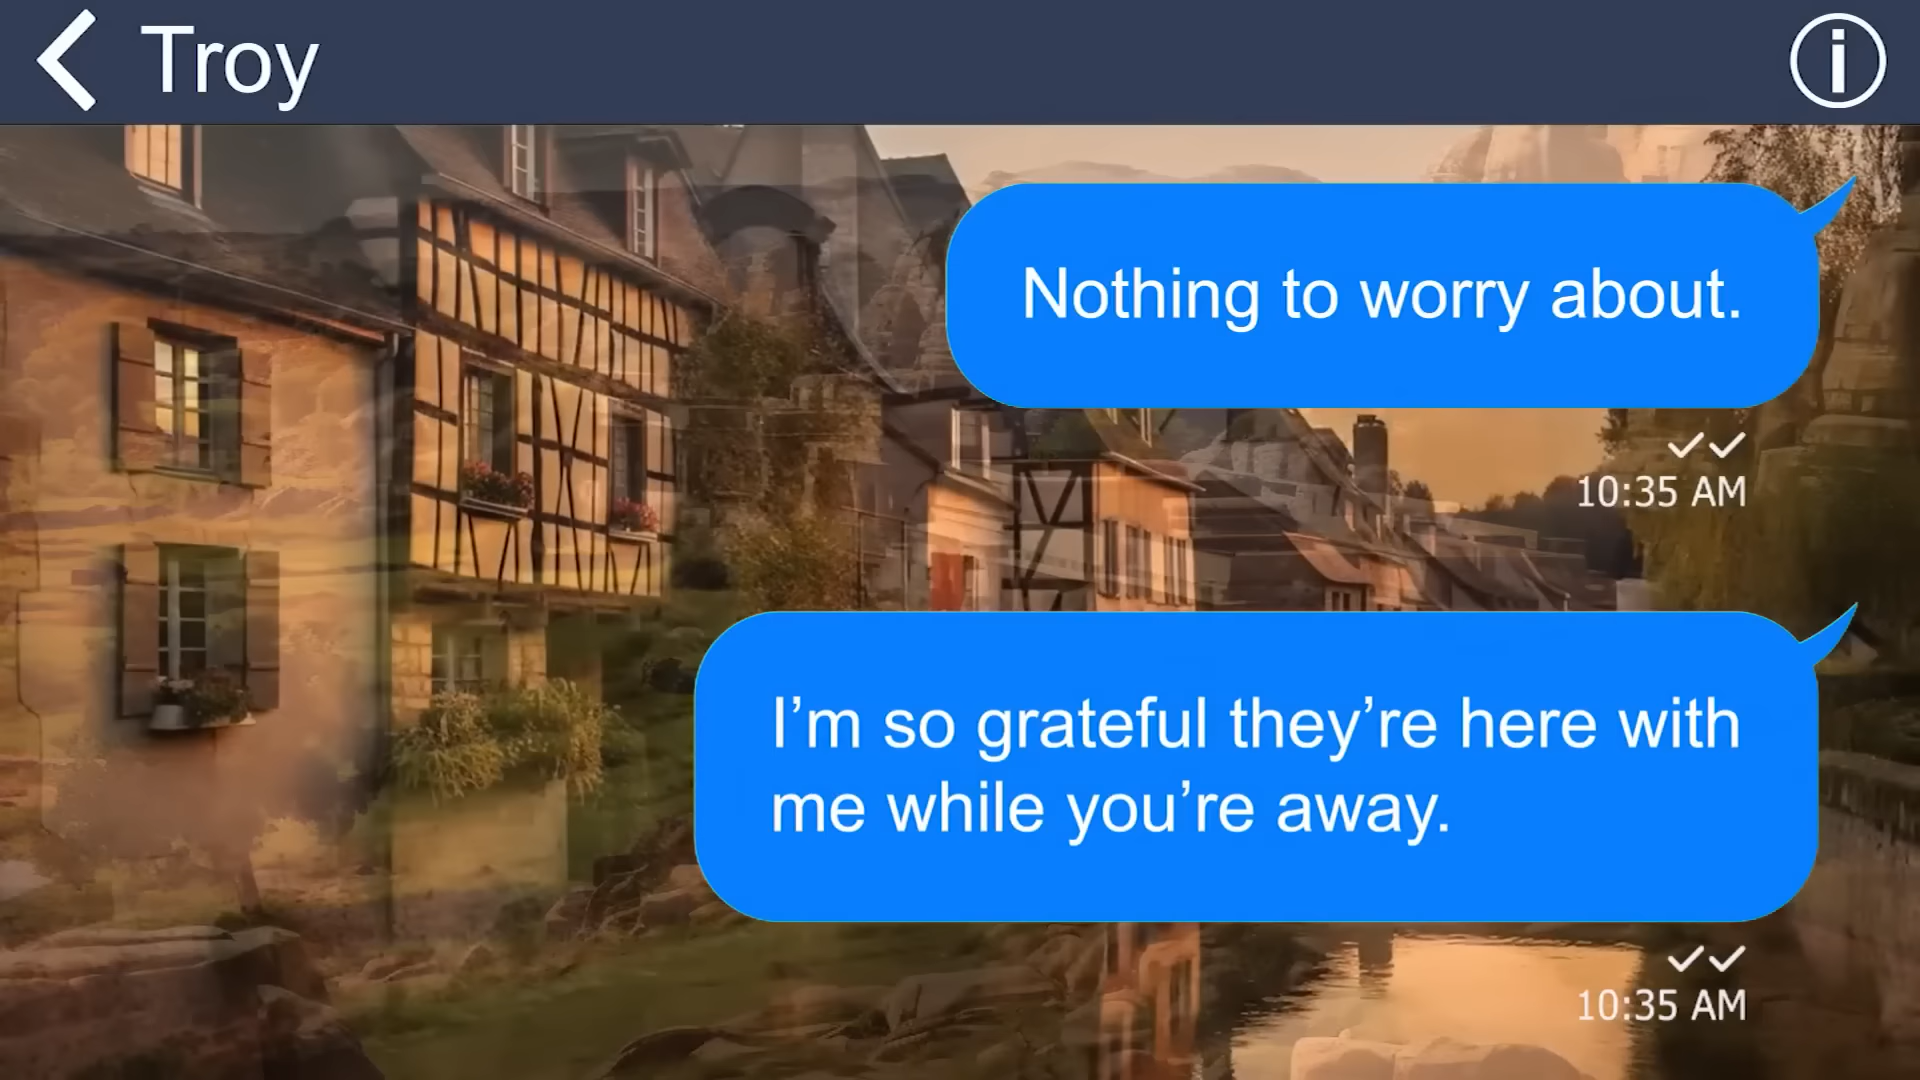 Troy
Nothing to worry about.
10:35 AM
I’m so grateful they’re here with
me while you’re away.
10:35 AM